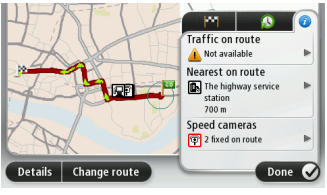 Traffic on route
Not available
Nearest on route
The highway service
station
700 m
Speed cameras
2 fixed on route
Details
Change route
Done